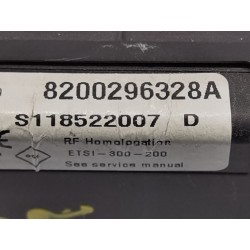 8200296328A
S118522007 D
RF Homologation
ETSI-300-200
See service manual